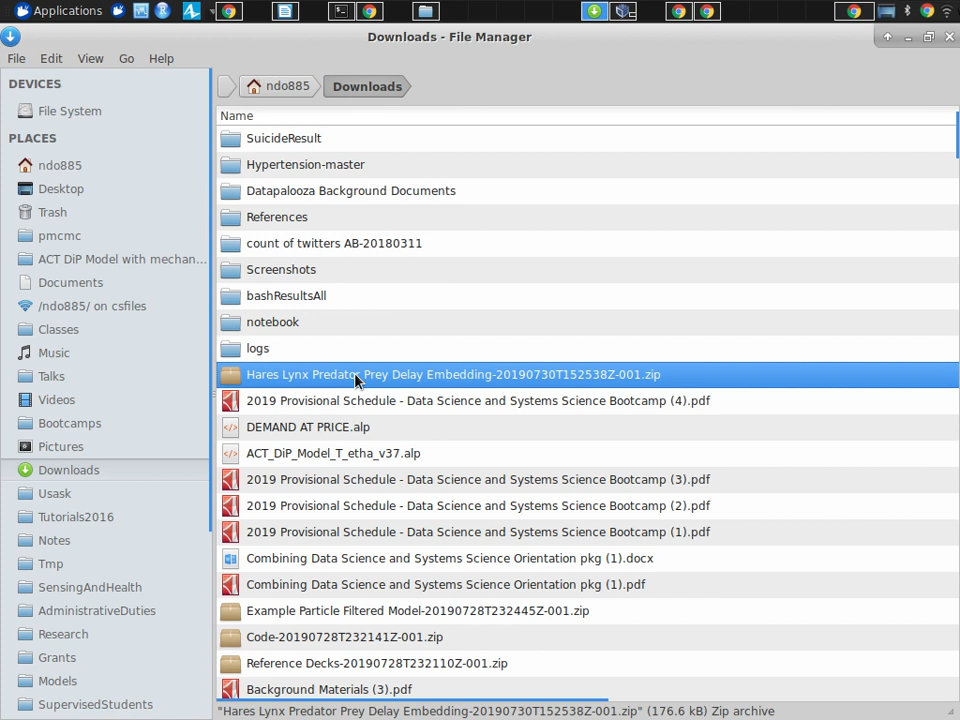 Applications
Downloads - File Manager
File Edit View Go Help
DEVICES
File System
PLACES
ndo885
Desktop
Trash
pmcmc
ACT DiP Model with mechan...
Documents
/ndo885/ on csfiles
Classes
Music
Talks
Videos
Bootcamps
Pictures
Downloads
Usask
Tutorials2016
Notes
Tmp
SensingAndHealth
AdministrativeDuties
Research
Grants
Models
SupervisedStudents
ndo885 Downloads
Name
SuicideResult
Hypertension-master
Datapalooza Background Documents
References
count of twitters AB-20180311
Screenshots
bashResultsAll
notebook
logs
Hares Lynx Predator Prey Delay Embedding-20190730T152538Z-001.zip
2019 Provisional Schedule - Data Science and Systems Science Bootcamp (4).pdf
DEMAND AT PRICE.alp
ACT_DiP_Model_T_etha_v37.alp
2019 Provisional Schedule - Data Science and Systems Science Bootcamp (3).pdf
2019 Provisional Schedule - Data Science and Systems Science Bootcamp (2).pdf
2019 Provisional Schedule - Data Science and Systems Science Bootcamp (1).pdf
Combining Data Science and Systems Science Orientation pkg (1).docx
Combining Data Science and Systems Science Orientation pkg (1).pdf
Example Particle Filtered Model-20190728T232445Z-001.zip
Code-20190728T232141Z-001.zip
Reference Decks-20190728T232110Z-001.zip
Background Materials (3).pdf
"Hares Lynx Predator Prey Delay Embedding-20190730T152538Z-001.zip" (176.6 kB) Zip archive